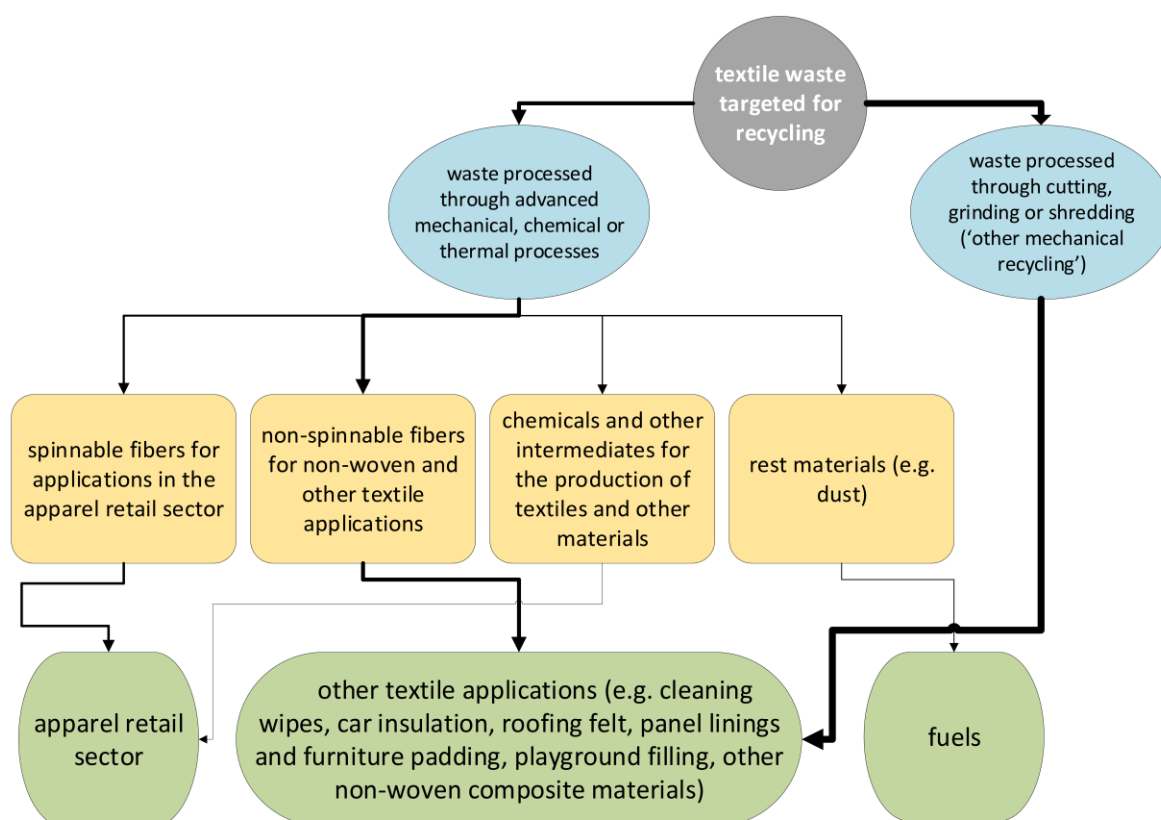 textile waste
targeted for
recycling
waste processed
through advanced
mechanical, chemical or
thermal processes
waste processed
through cutting,
grinding or shredding
(‘other mechanical
recycling’)
spinnable fibers for
applications in the
apparel retail sector
non-spinnable fibers
for non-woven and
other textile
applications
chemicals and other
intermediates for
the production of
textiles and other
materials
rest materials (e.g.
dust)
apparel retail
sector
other textile applications (e.g. cleaning
wipes, car insulation, roofing felt, panel linings
and furniture padding, playground filling, other
non-woven composite materials)
fuels